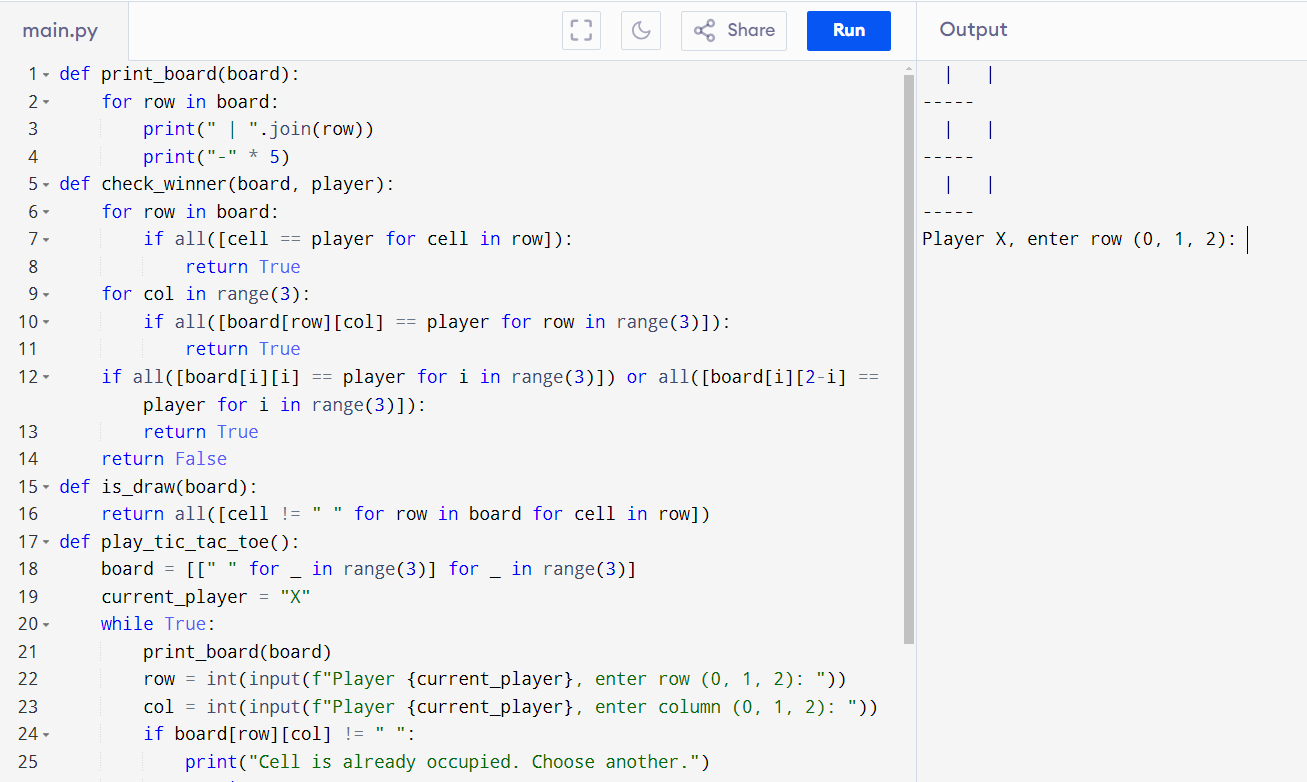 main.py
Share
Run
Output
1 def print_board(board):
2     for row in board:
3         print(" | ".join(row))
4         print("-" * 5)
5 def check_winner(board, player):
6     for row in board:
7         if all([cell == player for cell in row]):
8             return True
9     for col in range(3):
10         if all([board[row][col] == player for row in range(3)]):
11             return True
12     if all([board[i][i] == player for i in range(3)]) or all([board[i][2-i] ==
        player for i in range(3)]):
13         return True
14     return False
15 def is_draw(board):
16     return all([cell != " " for row in board for cell in row])
17 def play_tic_tac_toe():
18     board = [[" " for _ in range(3)] for _ in range(3)]
19     current_player = "X"
20     while True:
21         print_board(board)
22         row = int(input(f"Player {current_player}, enter row (0, 1, 2): "))
23         col = int(input(f"Player {current_player}, enter column (0, 1, 2): "))
24         if board[row][col] != " ":
25             print("Cell is already occupied. Choose another.")
  |   |
-----
  |   |
-----
  |   |
-----
Player X, enter row (0, 1, 2):